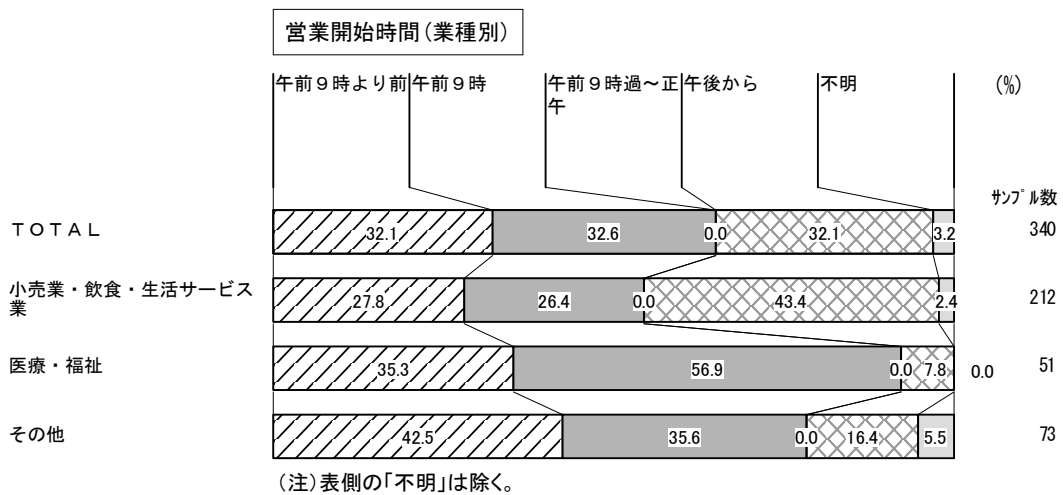 営業開始時間(業種別)
午前９時より前 午前９時 午前９時過～正午 午後から 不明 (%)
ｻﾝﾌﾟﾙ数
ＴＯＴＡＬ 32.1 32.6 0.0 32.1 3.2 340
小売業・飲食・生活サービス業 27.8 26.4 0.0 43.4 2.4 212
医療・福祉 35.3 56.9 0.0 7.8 0.0 51
その他 42.5 35.6 0.0 16.4 5.5 73
(注)表側の｢不明｣は除く。